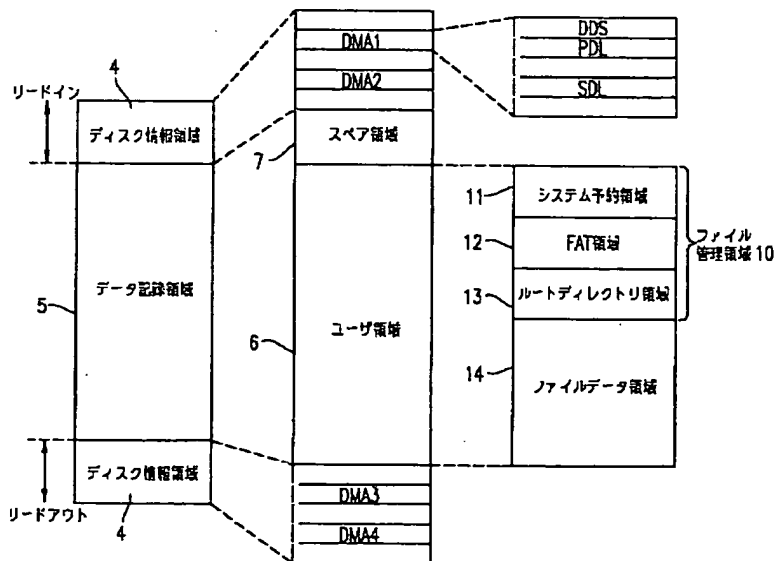 リードイン
4
ディスク情報領域
5
データ記録領域
ディスク情報領域
4
リードアウト
DMA1
DMA2
スペア領域
7
6
ユーザ領域
DMA3
DMA4
DDS
PDL
SDL
11
システム予約領域
12
FAT領域
13
ルートディレクトリ領域
ファイル
管理領域 10
14
ファイルデータ領域